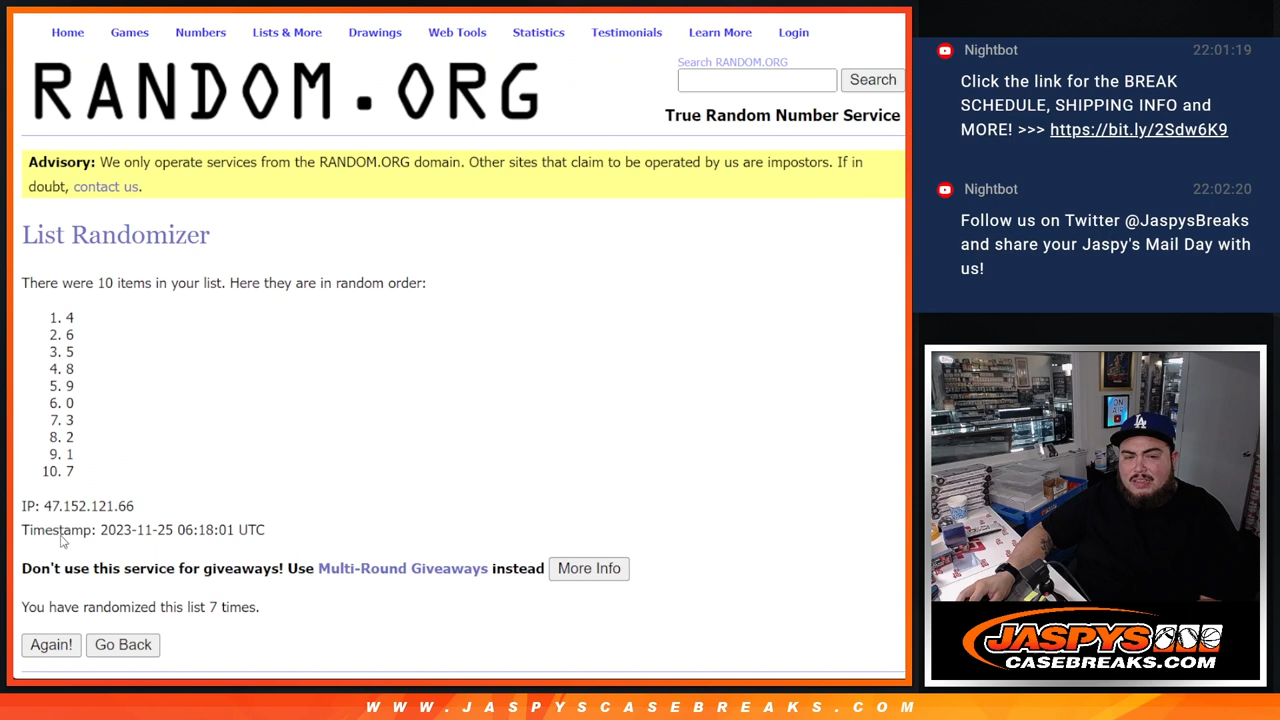 Home Games Numbers Lists & More Drawings Web Tools Statistics Testimonials Learn More Login
RANDOM.ORG
Search RANDOM.ORG
Search
True Random Number Service
Advisory: We only operate services from the RANDOM.ORG domain. Other sites that claim to be operated by us are impostors. If in
doubt, contact us.
List Randomizer
There were 10 items in your list. Here they are in random order:
1. 4
2. 6
3. 5
4. 8
5. 9
6. 0
7. 3
8. 2
9. 1
10. 7
IP: 47.152.121.66
Timestamp: 2023-11-25 06:18:01 UTC
Don't use this service for giveaways! Use Multi-Round Giveaways instead More Info
You have randomized this list 7 times.
Again! Go Back
Nightbot 22:01:19
Click the link for the BREAK
SCHEDULE, SHIPPING INFO and
MORE! >>> https://bit.ly/2Sdw6K9
Nightbot 22:02:20
Follow us on Twitter @JaspysBreaks
and share your Jaspy's Mail Day with
us!
ON
AIR
LA
JASPYS
CASEBREAKS.COM
WWW.JASPYSCASEBREAKS.COM